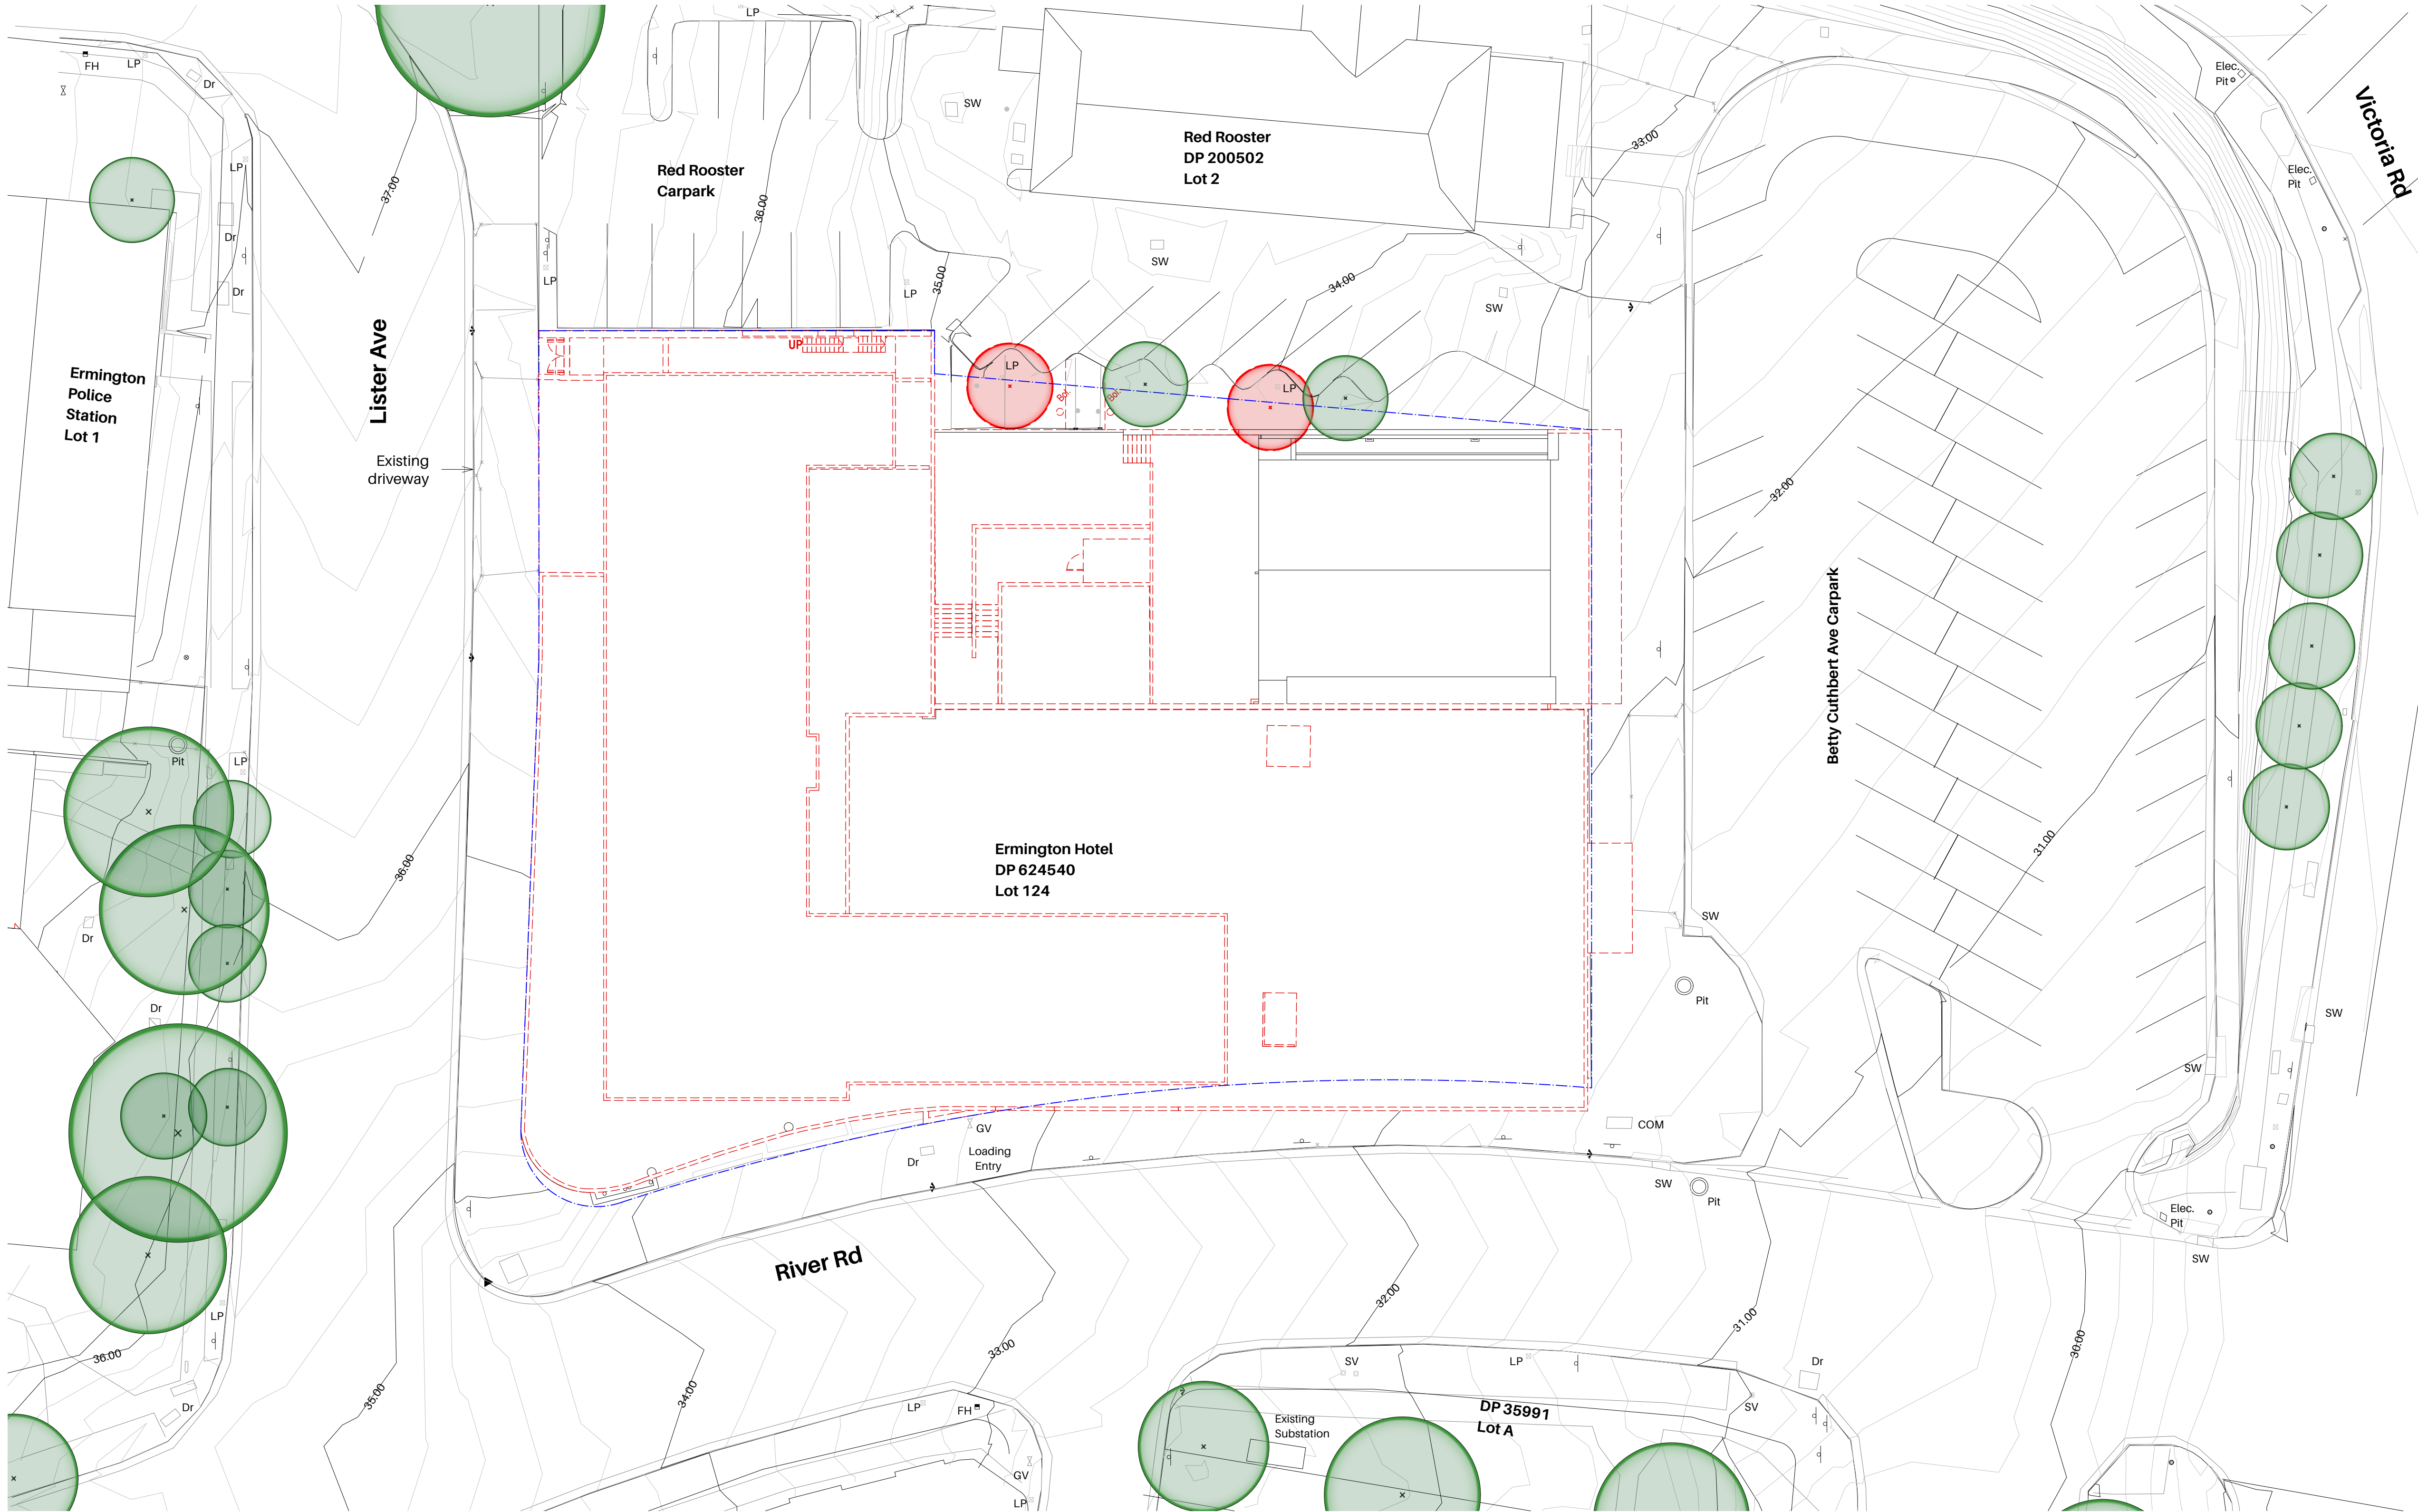 LP
FH
LP
Dr
Elec.
Pit
Victoria Rd
SW
Red Rooster
DP 200502
Lot 2
33.00
LP
Red Rooster
Carpark
37.00
36.00
Elec.
Pit
Dr
SW
LP
35.00
34.00
Dr
LP
SW
UP
Lister Ave
Ermington
Police
Station
Lot 1
LP
LP
Bol.
Bol.
Existing
driveway
32.00
Betty Cuthbert Ave Carpark
Pit
LP
36.00
Ermington Hotel
DP 624540
Lot 124
31.00
SW
Dr
Pit
Dr
SW
SW
GV
COM
Loading
Entry
Dr
SW
Pit
Elec.
Pit
SW
River Rd
LP
32.00
31.00
30.00
36.00
33.00
SV
LP
Dr
35.00
34.00
Dr
LP
FH
Existing
Substation
DP 35991
Lot A
SV
GV
LP